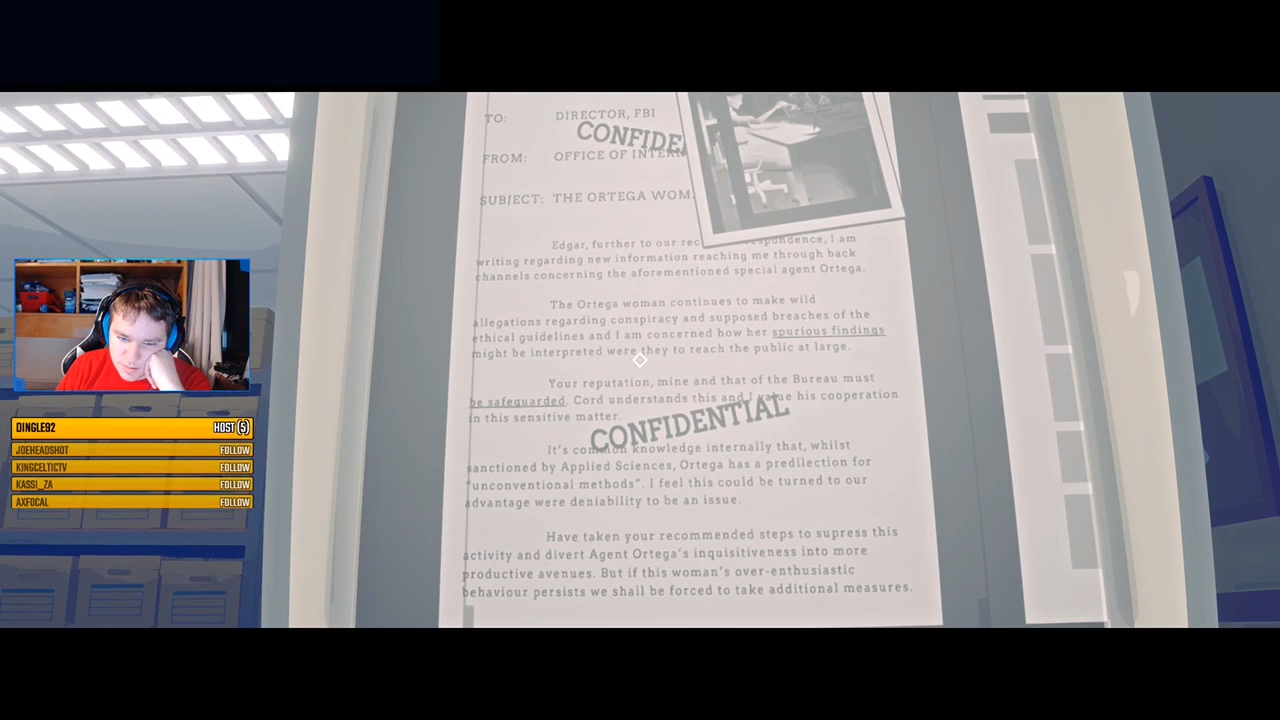 TO: DIRECTOR, FBI
CONFIDE
FROM: OFFICE OF INTERN
SUBJECT: THE ORTEGA WOM
Edgar, further to our rec spondence, I am
writing regarding new information reaching me through back
channels concerning the aforementioned special agent Ortega.
The Ortega woman continues to make wild
allegations regarding conspiracy and supposed breaches of the
ethical guidelines and I am concerned how her spurious findings
might be interpreted were they to reach the public at large.
Your reputation, mine and that of the Bureau must
be safeguarded. Cord understands this and I value his cooperation
in this sensitive matter.
CONFIDENTIAL
It's common knowledge internally that, whilst
sanctioned by Applied Sciences, Ortega has a predilection for
"unconventional methods". I feel this could be turned to our
advantage were deniability to be an issue.
Have taken your recommended steps to supress this
activity and divert Agent Ortega's inquisitiveness into more
productive avenues. But if this woman's over-enthusiastic
behaviour persists we shall be forced to take additional measures.
DINGLE92 HOST (5)
JOEHEADSHOT FOLLOW
KINGCELTICTV FOLLOW
KASSI_ZA FOLLOW
AXFOCAL FOLLOW